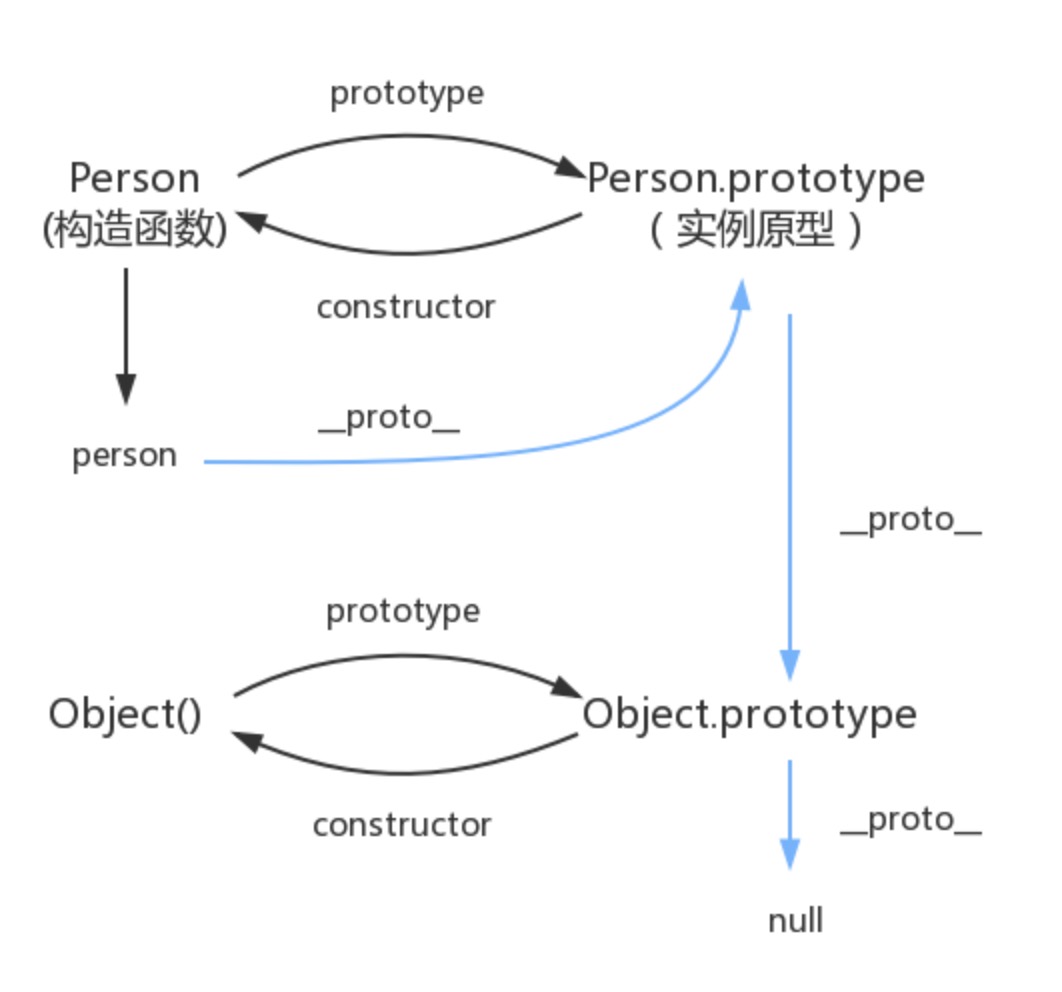 prototype
Person
Person.prototype
(构造函数)
( 实例原型 )
constructor
__proto__
person
__proto__
prototype
Object()
Object.prototype
constructor
__proto__
null